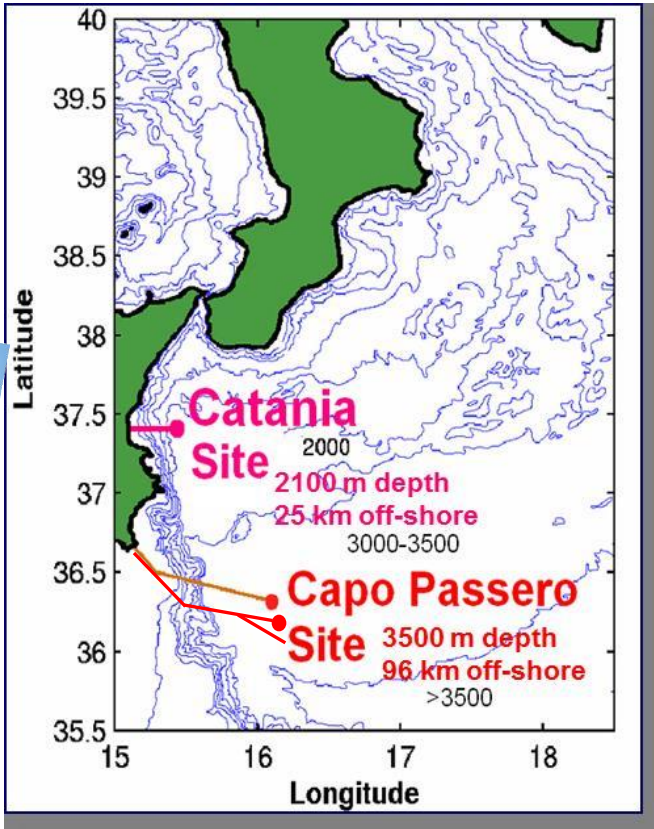 40
39.5
39
38.5
38
37.5
37
36.5
36
35.5
Latitude
Catania
Site
2000
2100 m depth
25 km off-shore
3000-3500
Capo Passero
Site
3500 m depth
96 km off-shore
>3500
15 16 17 18
Longitude